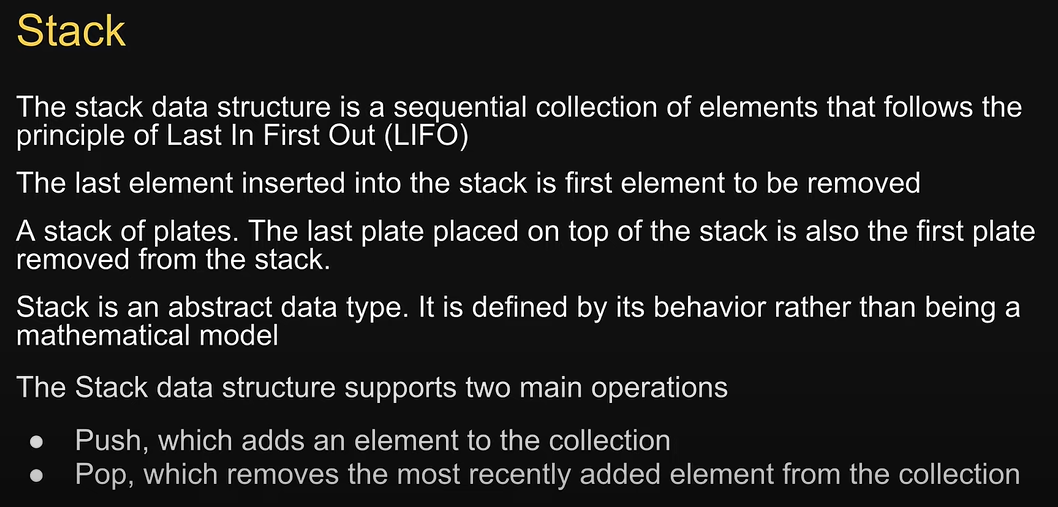 Stack
The stack data structure is a sequential collection of elements that follows the
principle of Last In First Out (LIFO)
The last element inserted into the stack is first element to be removed
A stack of plates. The last plate placed on top of the stack is also the first plate
removed from the stack.
Stack is an abstract data type. It is defined by its behavior rather than being a
mathematical model
The Stack data structure supports two main operations
● Push, which adds an element to the collection
● Pop, which removes the most recently added element from the collection